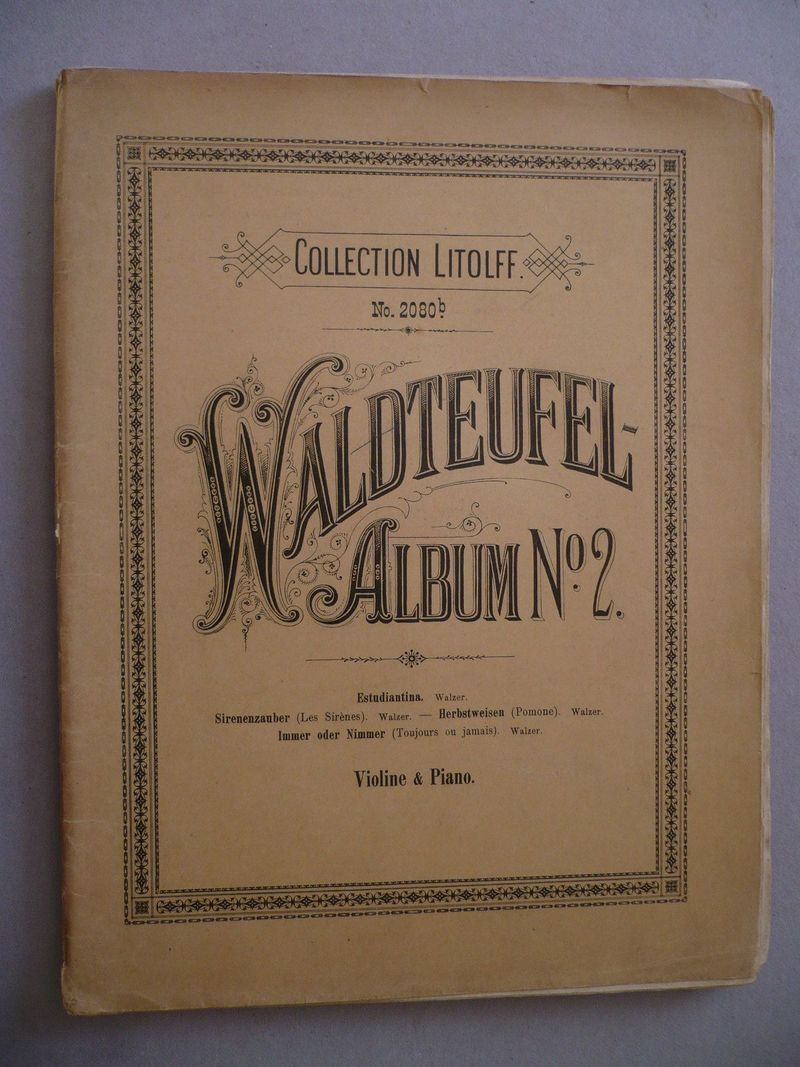 COLLECTION LITOLFF.
No. 2080b.
WALDTEUFEL-
ALBUM No. 2.
Estudiantina. Walzer.
Sirenenzauber (Les Sirènes). Walzer. — Herbstweisen (Pomone). Walzer.
Immer oder Nimmer (Toujours ou jamais). Walzer.
Violine & Piano.